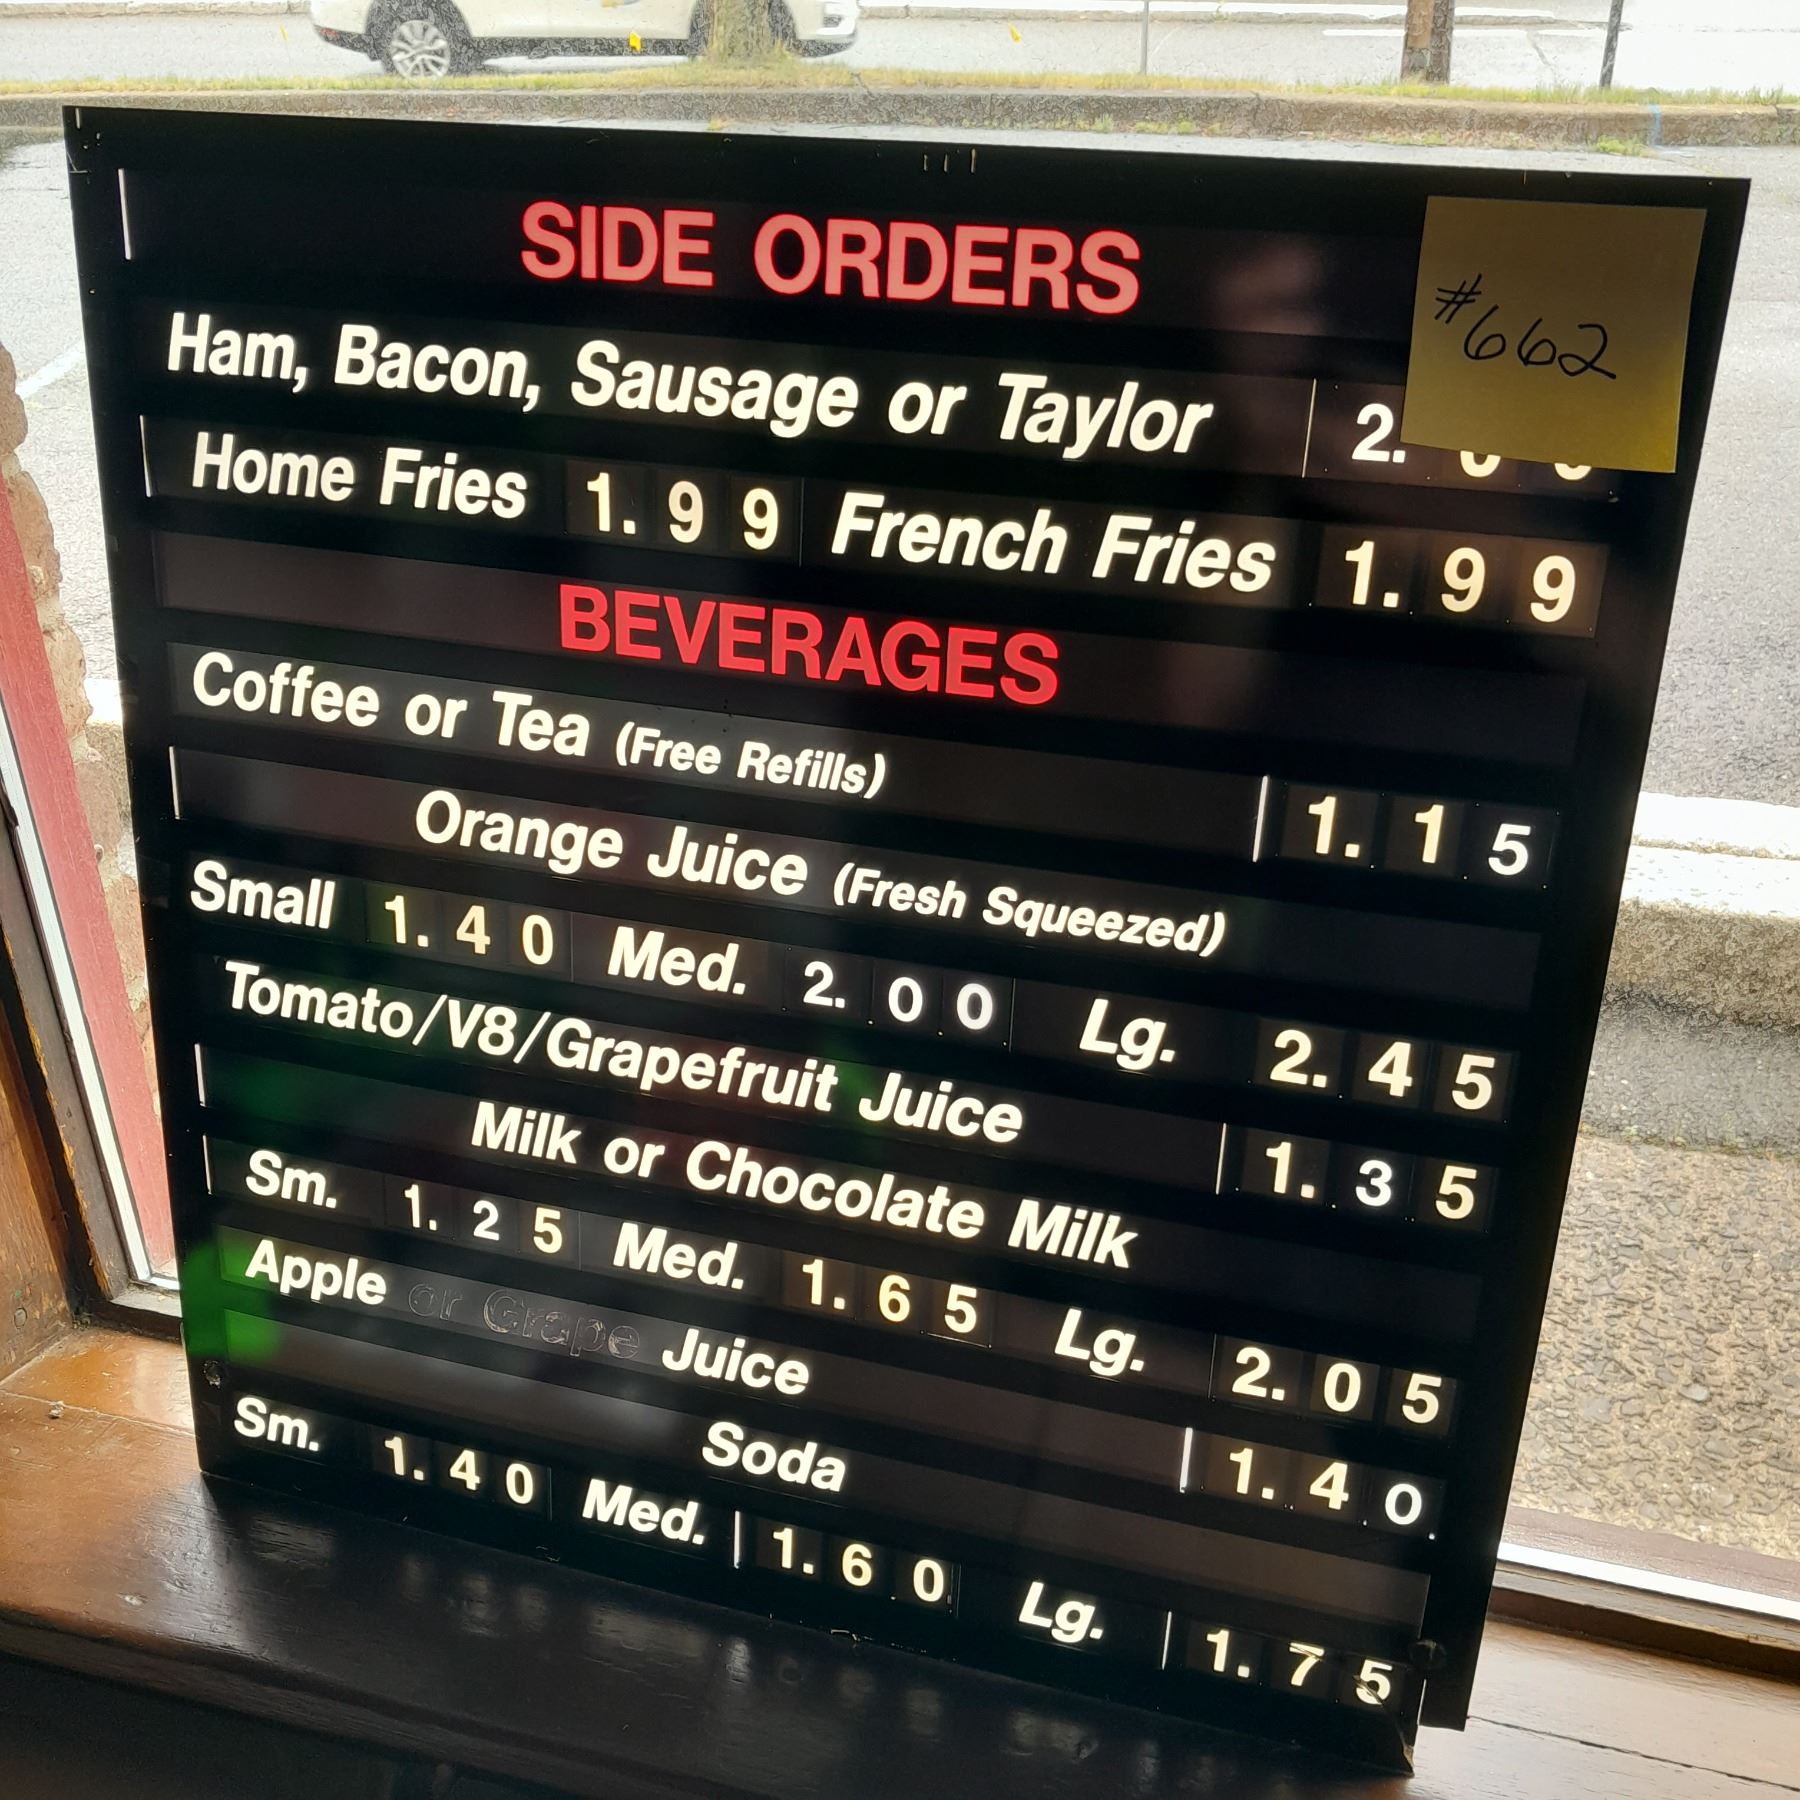 SIDE ORDERS
#662
Ham, Bacon, Sausage or Taylor 2.
Home Fries 1.99 French Fries 1.99
BEVERAGES
Coffee or Tea (Free Refills) 1.15
Orange Juice (Fresh Squeezed)
Small 1.40 Med. 2.00 Lg. 2.45
Tomato/V8/Grapefruit Juice 1.35
Milk or Chocolate Milk
Sm. 1.25 Med. 1.65 Lg. 2.05
Apple or Grape Juice 1.40
Soda
Sm. 1.40 Med. 1.60 Lg. 1.75